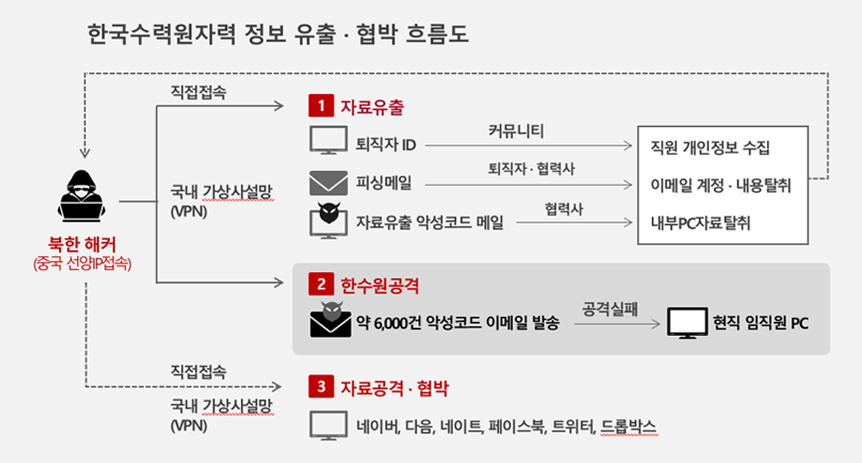 한국수력원자력 정보 유출 · 협박 흐름도
직접접속
1 자료유출
퇴직자 ID
커뮤니티
직원 개인정보 수집
피싱메일
퇴직자 · 협력사
이메일 계정 · 내용탈취
국내 가상사설망
(VPN)
자료유출 악성코드 메일
협력사
내부PC자료탈취
북한 해커
(중국 선양IP접속)
2 한수원공격
약 6,000건 악성코드 이메일 발송
공격실패
현직 임직원 PC
직접접속
국내 가상사설망
(VPN)
3 자료공격 · 협박
네이버, 다음, 네이트, 페이스북, 트위터, 드롭박스